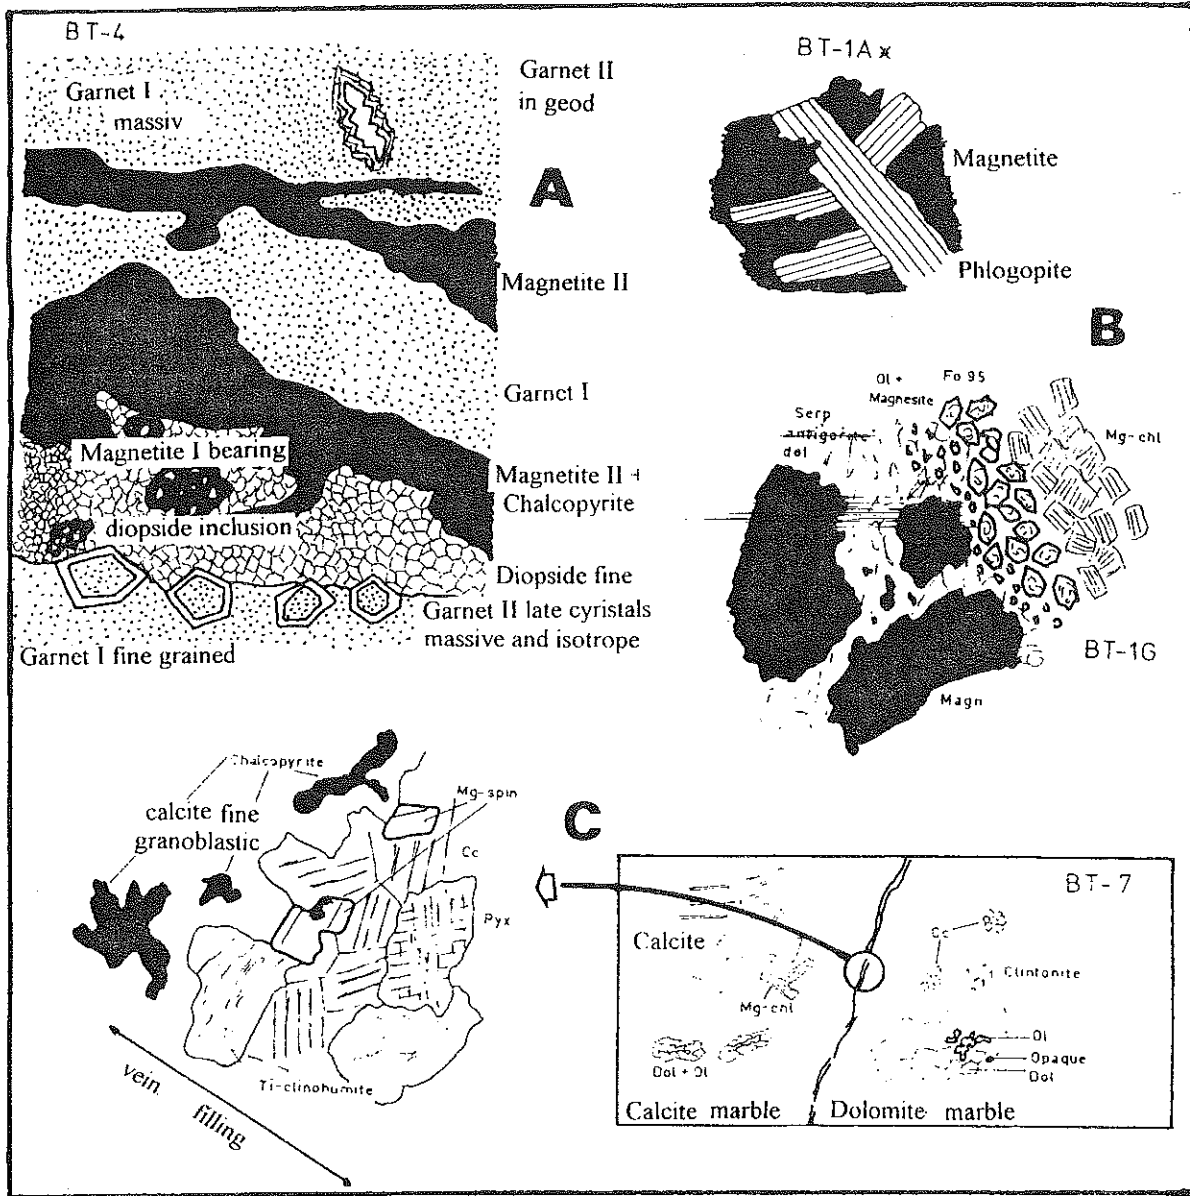 BT-4
Garnet I
massiv
Garnet II
in geod
A
Magnetite II
Garnet I
Magnetite I bearing
Magnetite II +
Chalcopyrite
diopside inclusion
Diopside fine
Garnet II late cyristals
massive and isotrope
Garnet I fine grained
BT-1A x
Magnetite
Phlogopite
B
Ol +
Magnesite
Fo 95
Serp
antigorite
dol
Mg-chl
BT-1G
Magn
Chalcopyrite
calcite fine
granoblastic
Mg-spin
Cc
Pyx
Ti-clinohumite
vein
filling
C
BT-7
Calcite
Cc
Clintonite
Mg-chl
Ol
Opaque
Dol
Dol + Ol
Calcite marble
Dolomite marble